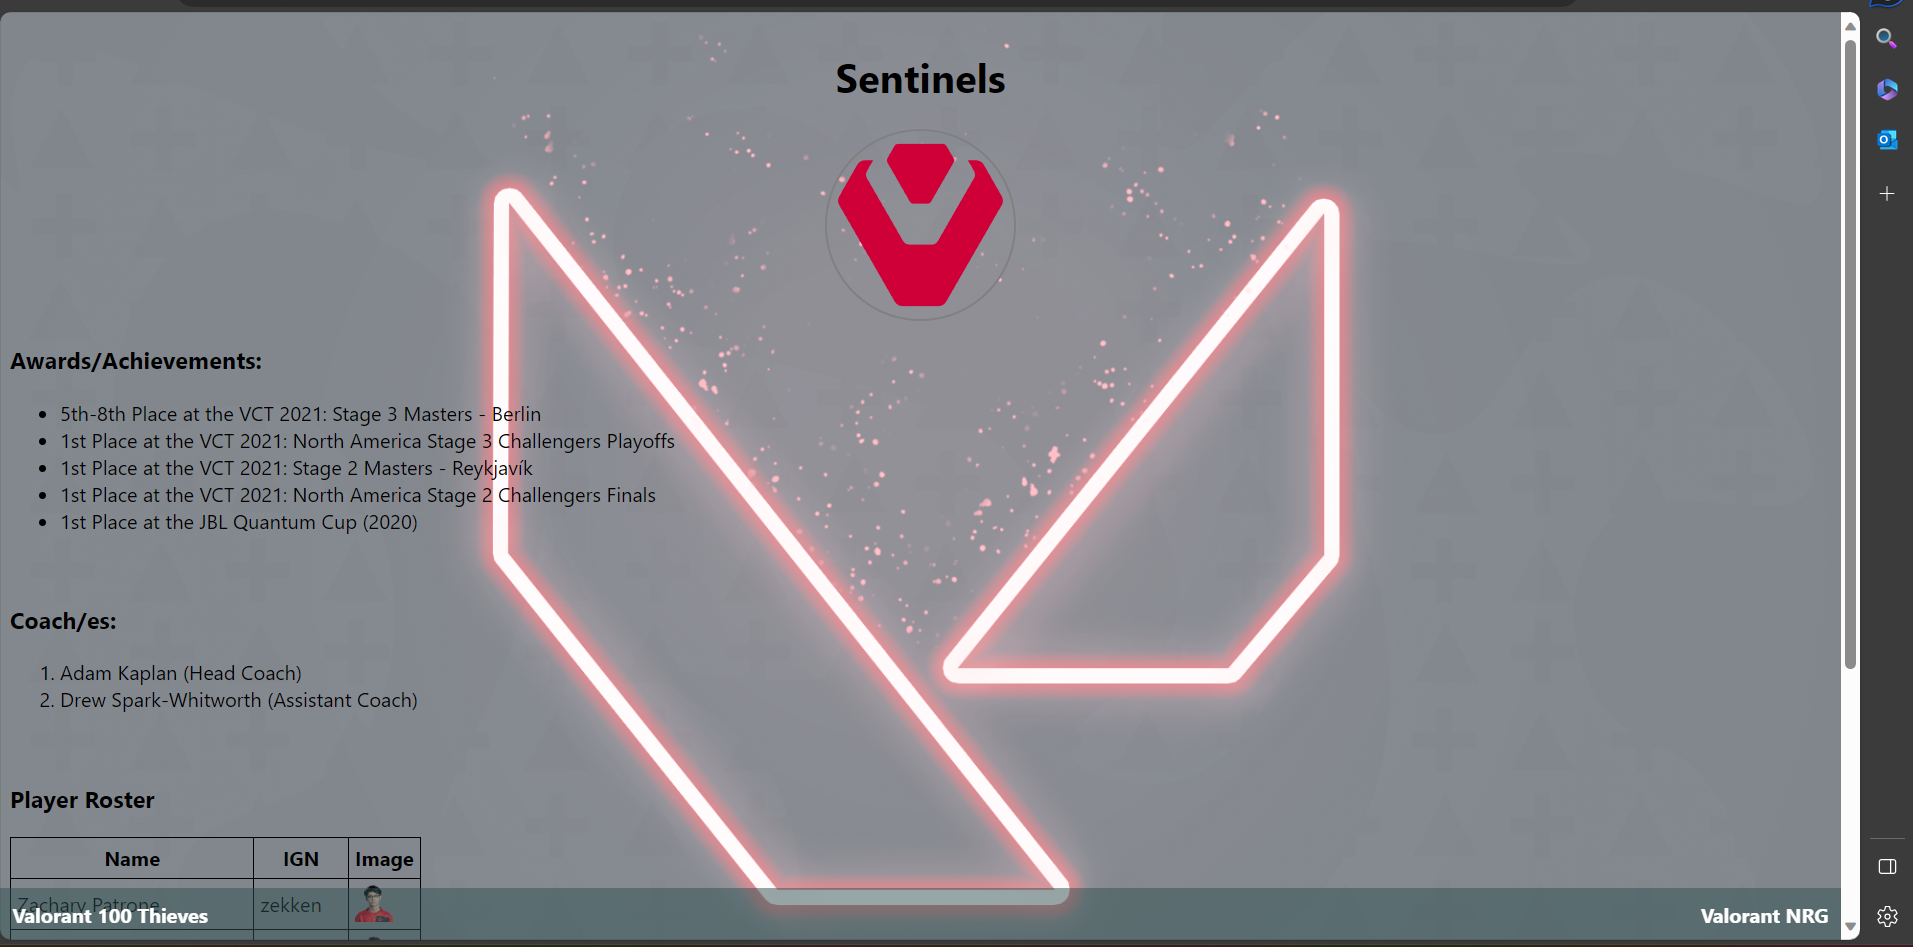 Sentinels
Awards/Achievements:
5th-8th Place at the VCT 2021: Stage 3 Masters - Berlin
1st Place at the VCT 2021: North America Stage 3 Challengers Playoffs
1st Place at the VCT 2021: Stage 2 Masters - Reykjavík
1st Place at the VCT 2021: North America Stage 2 Challengers Finals
1st Place at the JBL Quantum Cup (2020)
Coach/es:
1. Adam Kaplan (Head Coach)
2. Drew Spark-Whitworth (Assistant Coach)
Player Roster
Name IGN Image
Zachary Patrone zekken
Valorant 100 Thieves Valorant NRG